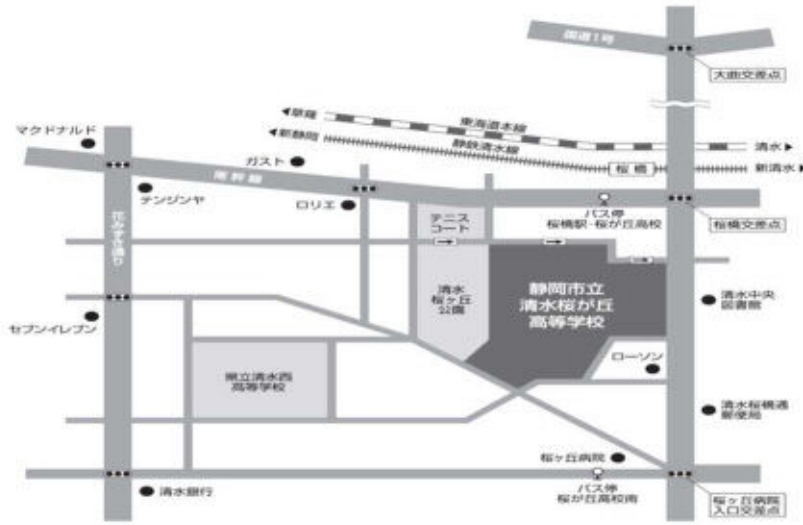 国道1号
大曲交差点
草薙
東海道本線
清水
マクドナルド
新静岡
静鉄清水線
桜橋
新清水
ガスト
南幹線
テンジンヤ
ロリエ
テニス
コート
バス停
桜橋駅・桜が丘高校
桜橋交差点
花みずき通り
清水
桜ヶ丘
公園
静岡市立
清水桜が丘
高等学校
清水中央
図書館
セブンイレブン
ローソン
県立清水西
高等学校
清水桜橋通
郵便局
桜ヶ丘病院
清水銀行
バス停
桜が丘高校南
桜ヶ丘病院
入口交差点